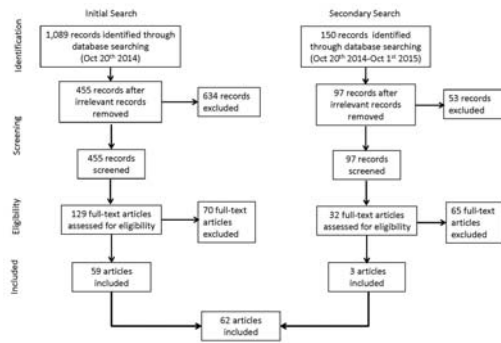 Initial Search
Secondary Search
Identification
1,089 records identified through
database searching
(Oct 20th 2014)
150 records identified
through database searching
(Oct 20th 2014-Oct 1st 2015)
455 records after
irrelevant records
removed
634 records
excluded
97 records after
irrelevant records
removed
53 records
excluded
Screening
455 records
screened
97 records
screened
Eligibility
129 full-text articles
assessed for eligibility
70 full-text
articles
excluded
32 full-text articles
assessed for eligibility
65 full-text
articles
excluded
Included
59 articles
included
3 articles
included
62 articles
included